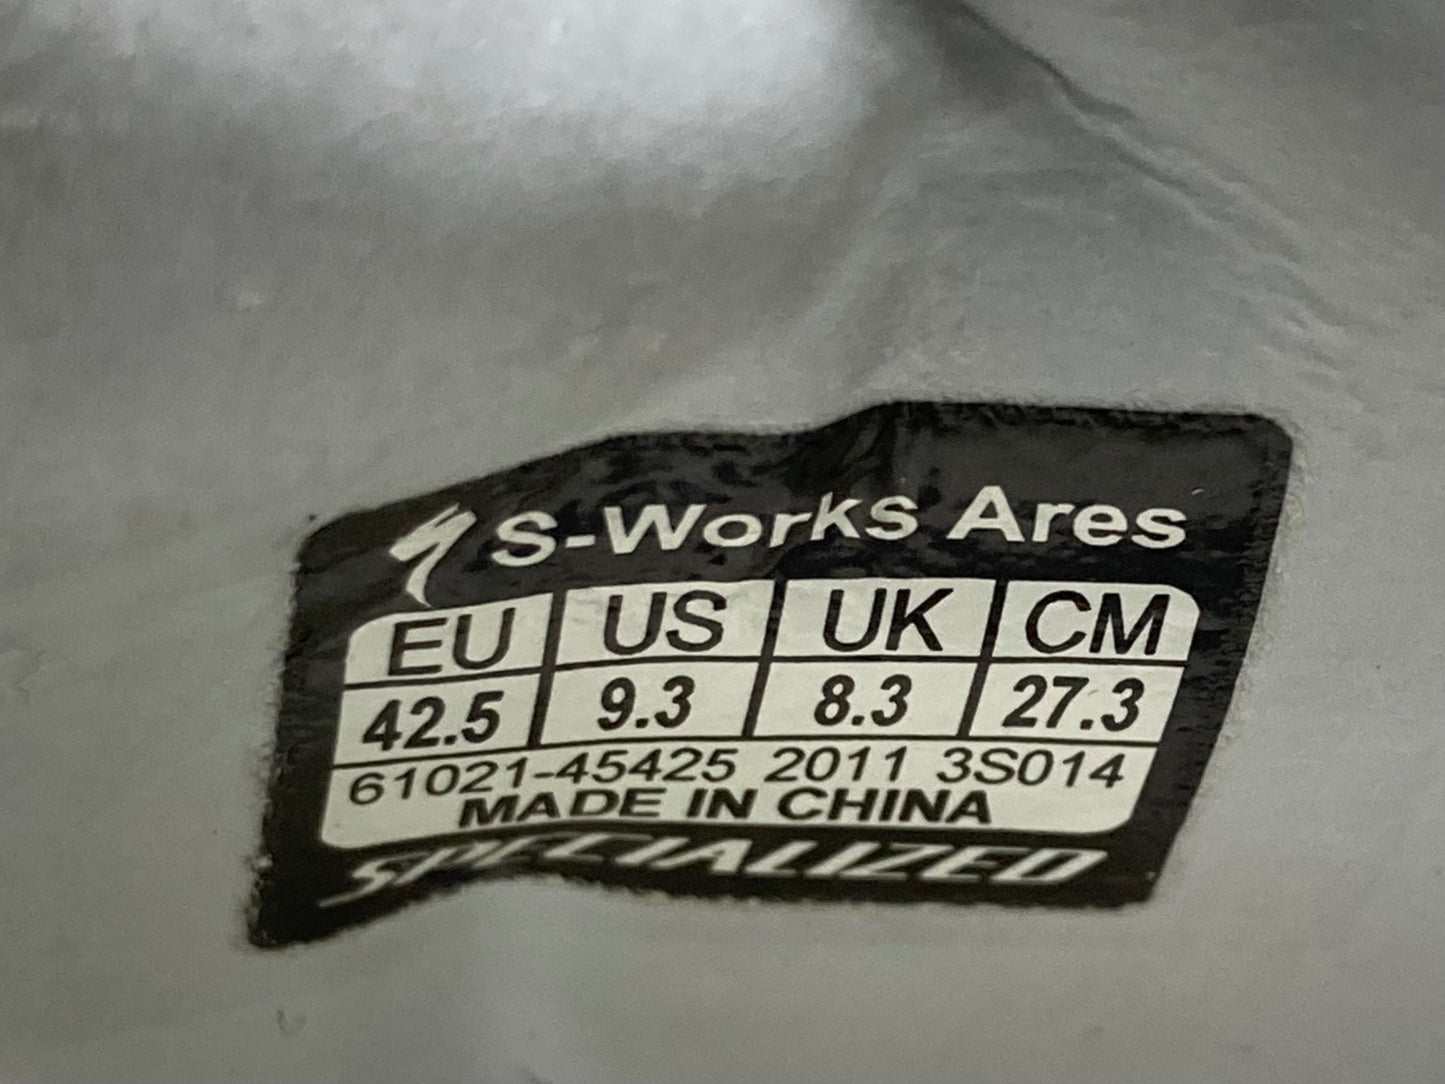 S-Works Ares
EU US UK CM
42.5 9.3 8.3 27.3
61021-45425 2011 3S014
MADE IN CHINA
SPECIALIZED